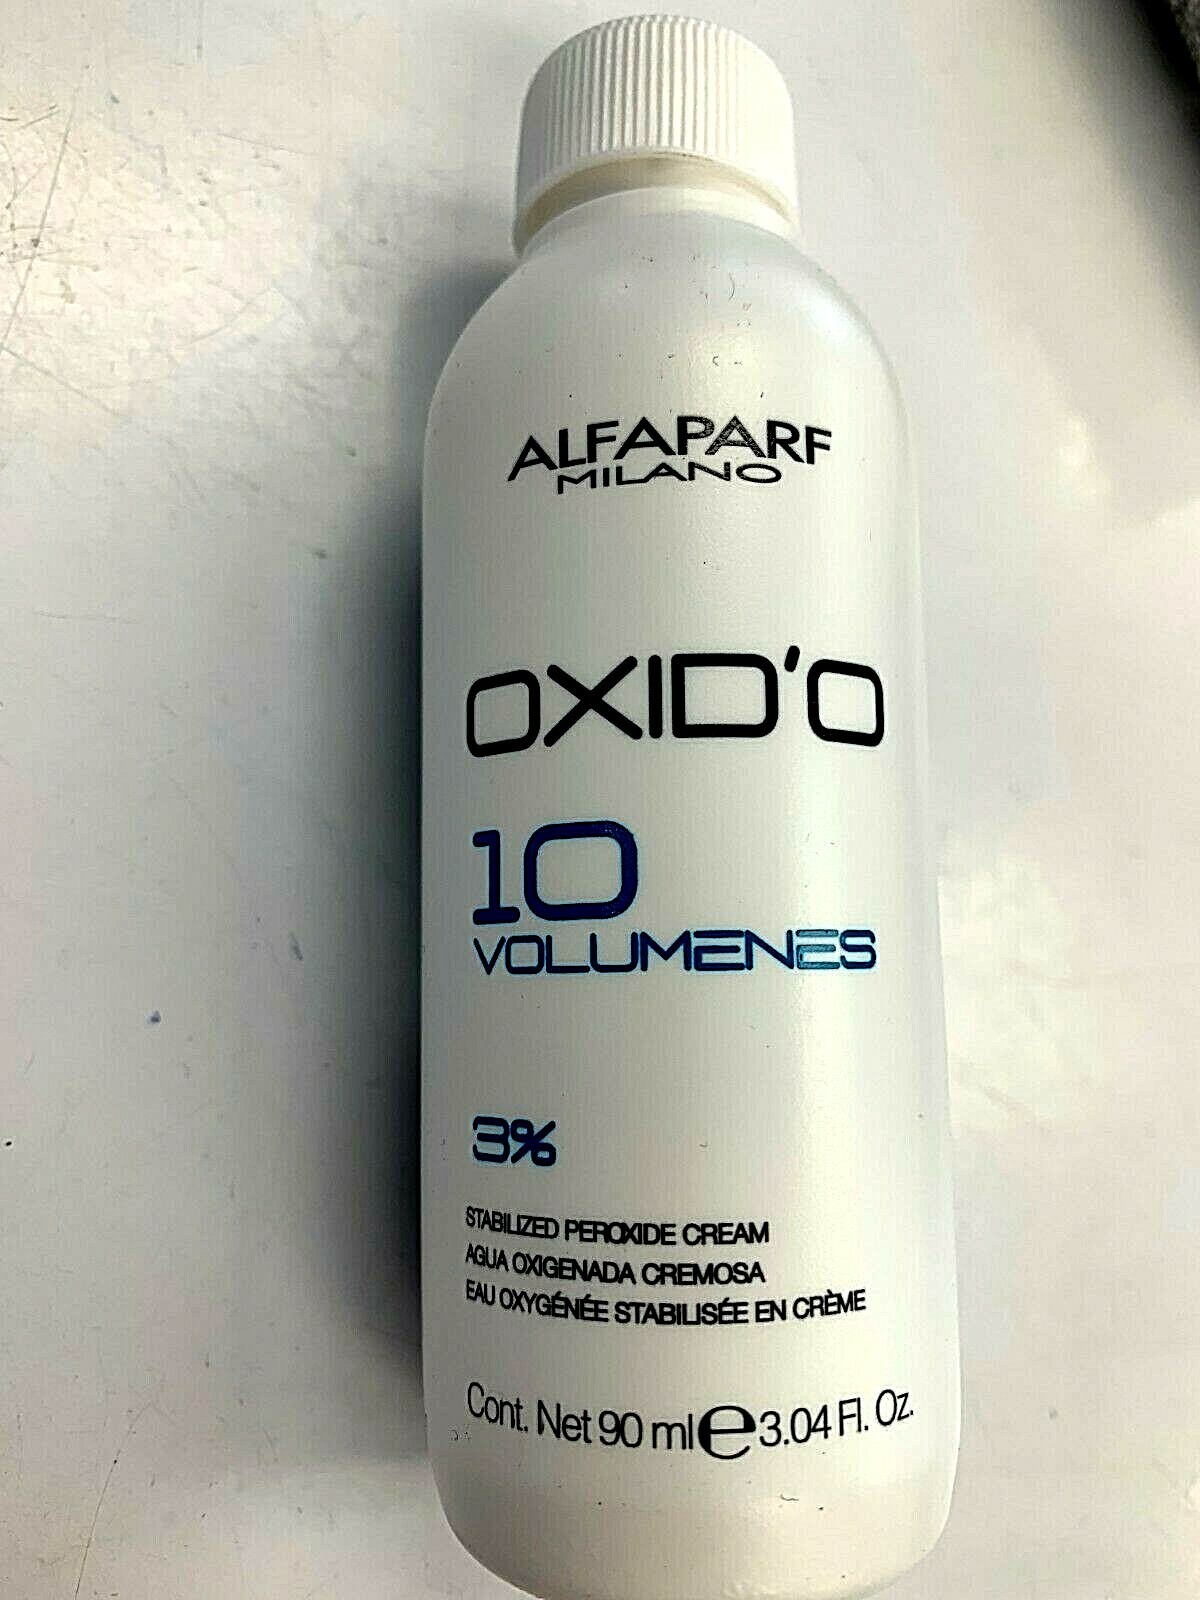 ALFAPARF
MILANO
OXID'O
10
VOLUMENES
3%
STABILIZED PEROXIDE CREAM
AGUA OXIGENADA CREMOSA
EAU OXYGÉNÉE STABILISÉE EN CRÈME
Cont. Net 90 ml ℮ 3.04 Fl. Oz.